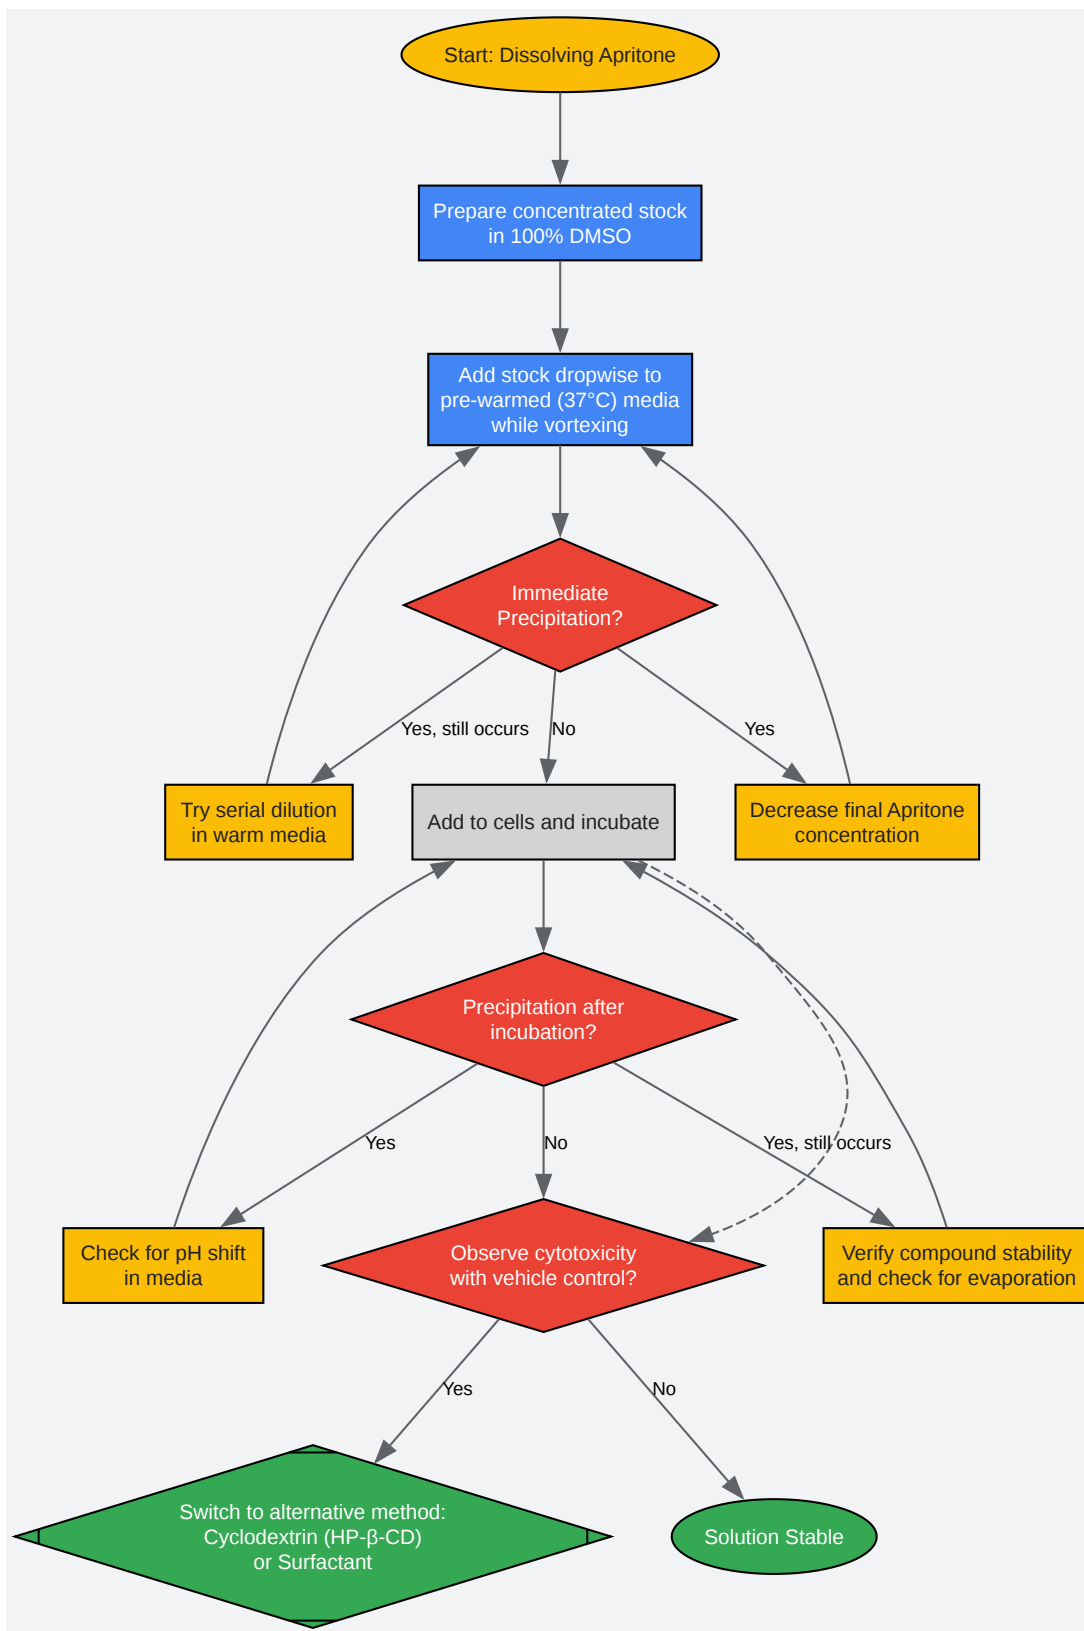 Start: Dissolving Apritone
Prepare concentrated stock
in 100% DMSO
Add stock dropwise to
pre-warmed (37°C) media
while vortexing
Immediate
Precipitation?
Yes, still occurs
No
Yes
Try serial dilution
in warm media
Add to cells and incubate
Decrease final Apritone
concentration
Precipitation after
incubation?
Yes
No
Yes, still occurs
Check for pH shift
in media
Observe cytotoxicity
with vehicle control?
Verify compound stability
and check for evaporation
Yes
No
Switch to alternative method:
Cyclodextrin (HP-β-CD)
or Surfactant
Solution Stable